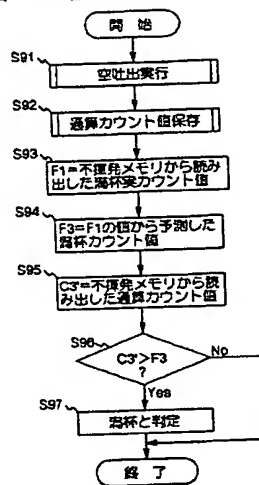 開 始
S91
空吐出実行
S92
通算カウント値保存
S93
F1=不揮発メモリから読み
出した満杯実カウント値
S94
F3=F1の値から予測した
満杯カウント値
S95
C3'=不揮発メモリから読
み出した通算カウント値
S96
C3'>F3
?
No
Yes
S97
満杯と判定
終 了